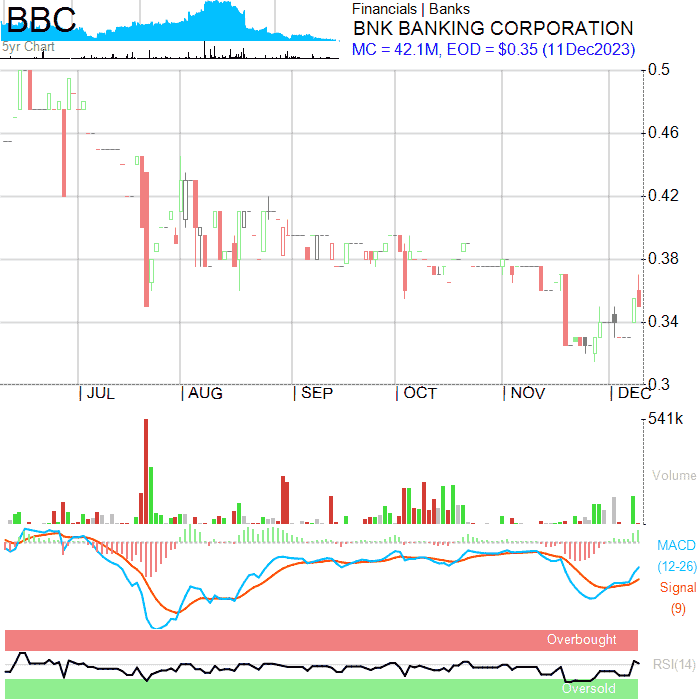 BBC
5yr Chart
Financials | Banks
BNK BANKING CORPORATION
MC = 42.1M, EOD = $0.35 (11Dec2023)
0.5
0.46
0.42
0.38
0.34
0.3
| JUL | AUG | SEP | OCT | NOV | DEC
541k
Volume
MACD
(12-26)
Signal
(9)
Overbought
RSI(14)
Oversold